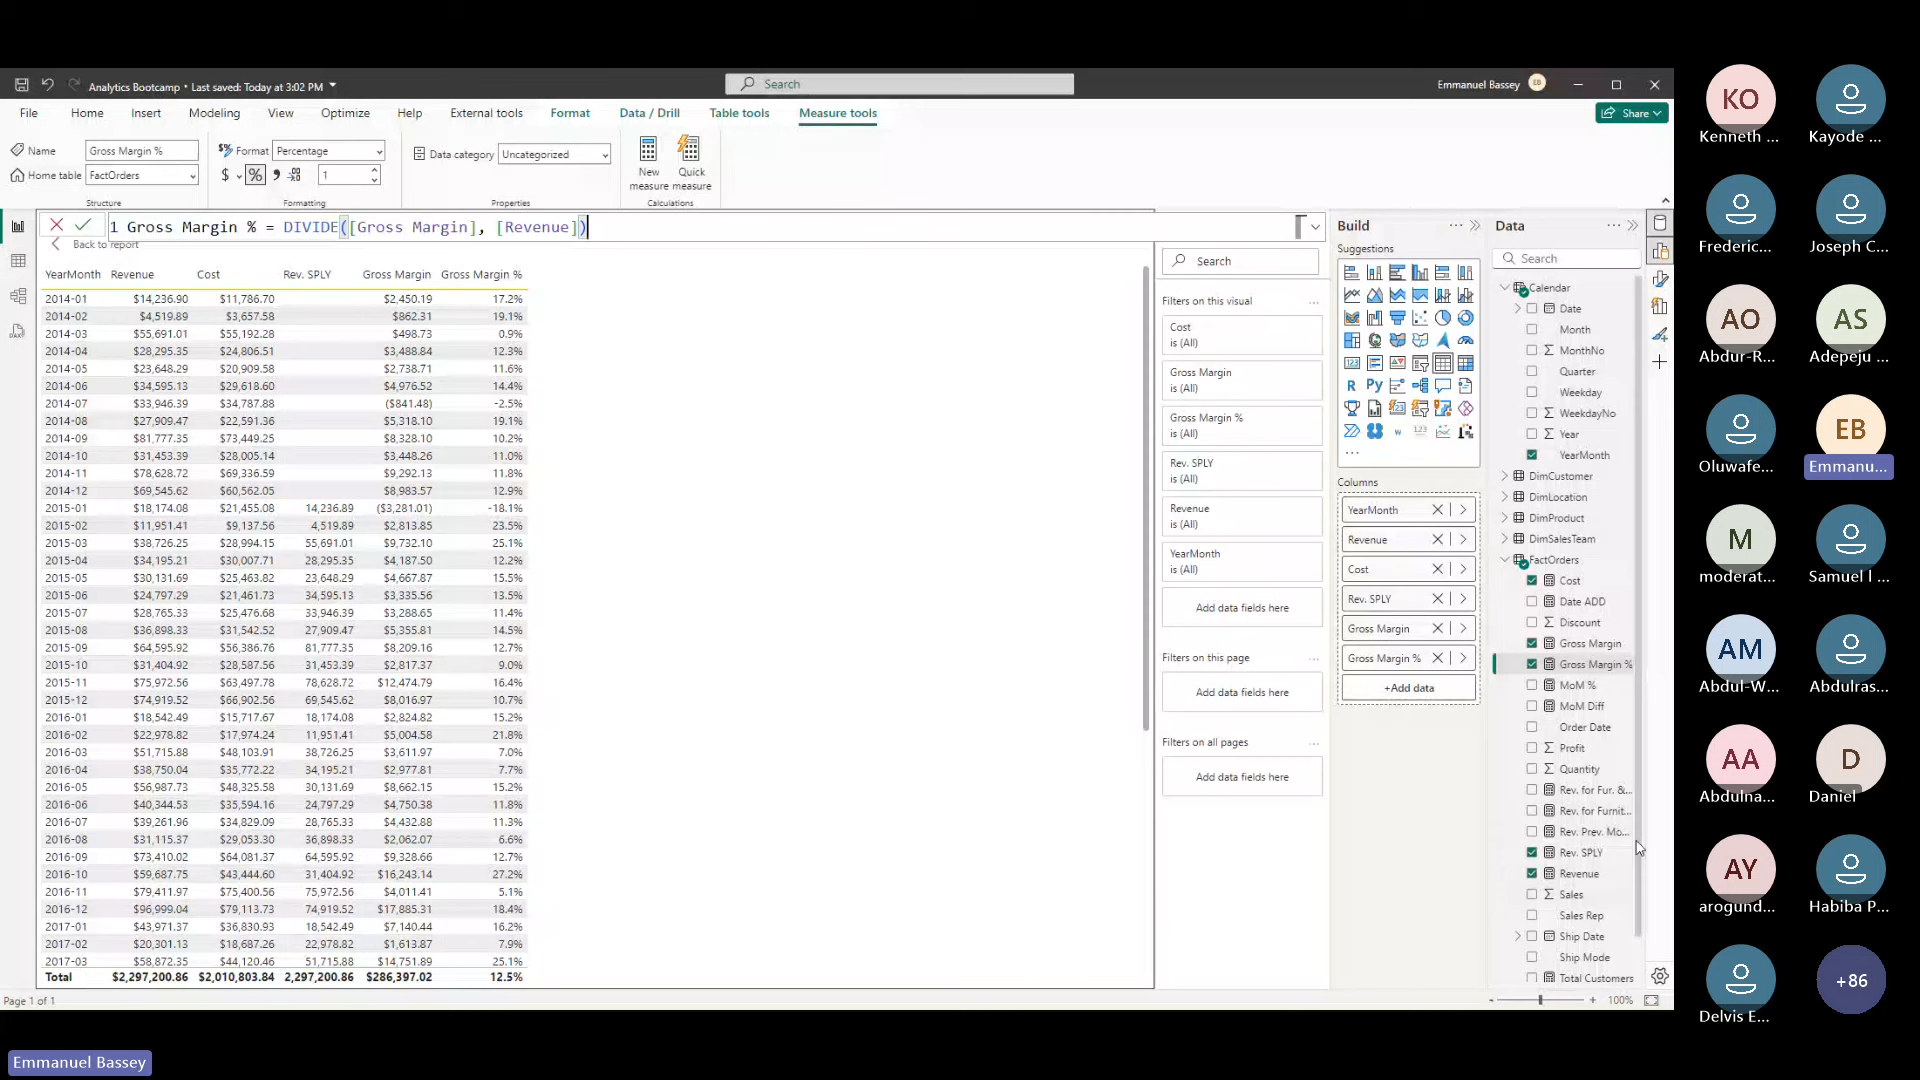 Analytics Bootcamp • Last saved: Today at 3:02 PM
Search
Emmanuel Bassey
EB
File Home Insert Modeling View Optimize Help External tools Format Data / Drill Table tools Measure tools
Share
Name Gross Margin %
Home table FactOrders
Structure
Format Percentage
$ % 1
Formatting
Data category Uncategorized
Properties
New measure
Quick measure
Calculations
1 Gross Margin % = DIVIDE([Gross Margin], [Revenue])
Back to report
YearMonth Revenue Cost Rev. SPLY Gross Margin Gross Margin %
2014-01 $14,236.90 $11,786.70 $2,450.19 17.2%
2014-02 $4,519.89 $3,657.58 $862.31 19.1%
2014-03 $55,691.01 $55,192.28 $498.73 0.9%
2014-04 $28,295.35 $24,806.51 $3,488.84 12.3%
2014-05 $23,648.29 $20,909.58 $2,738.71 11.6%
2014-06 $34,595.13 $29,618.60 $4,976.52 14.4%
2014-07 $33,946.39 $34,787.88 ($841.48) -2.5%
2014-08 $27,909.47 $22,591.36 $5,318.10 19.1%
2014-09 $81,777.35 $73,449.25 $8,328.10 10.2%
2014-10 $31,453.39 $28,005.14 $3,448.26 11.0%
2014-11 $78,628.72 $69,336.59 $9,292.13 11.8%
2014-12 $69,545.62 $60,562.05 $8,983.57 12.9%
2015-01 $18,174.08 $21,455.08 14,236.89 ($3,281.01) -18.1%
2015-02 $11,951.41 $9,137.56 4,519.89 $2,813.85 23.5%
2015-03 $38,726.25 $28,994.15 55,691.01 $9,732.10 25.1%
2015-04 $34,195.21 $30,007.71 28,295.35 $4,187.50 12.2%
2015-05 $30,131.69 $25,463.82 23,648.29 $4,667.87 15.5%
2015-06 $24,797.29 $21,461.73 34,595.13 $3,335.56 13.5%
2015-07 $28,765.33 $25,476.68 33,946.39 $3,288.65 11.4%
2015-08 $36,898.33 $31,542.52 27,909.47 $5,355.81 14.5%
2015-09 $64,595.92 $56,386.76 81,777.35 $8,209.16 12.7%
2015-10 $31,404.92 $28,587.56 31,453.39 $2,817.37 9.0%
2015-11 $75,972.56 $63,497.78 78,628.72 $12,474.79 16.4%
2015-12 $74,919.52 $66,902.56 69,545.62 $8,016.97 10.7%
2016-01 $18,542.49 $15,717.67 18,174.08 $2,824.82 15.2%
2016-02 $22,978.82 $17,974.24 11,951.41 $5,004.58 21.8%
2016-03 $51,715.88 $48,103.91 38,726.25 $3,611.97 7.0%
2016-04 $38,750.04 $35,772.22 34,195.21 $2,977.81 7.7%
2016-05 $56,987.73 $48,325.58 30,131.69 $8,662.15 15.2%
2016-06 $40,344.53 $35,594.16 24,797.29 $4,750.38 11.8%
2016-07 $39,261.96 $34,829.09 28,765.33 $4,432.88 11.3%
2016-08 $31,115.37 $29,053.30 36,898.33 $2,062.07 6.6%
2016-09 $73,410.02 $64,081.37 64,595.92 $9,328.66 12.7%
2016-10 $59,687.75 $43,444.60 31,404.92 $16,243.14 27.2%
2016-11 $79,411.97 $75,400.56 75,972.56 $4,011.41 5.1%
2016-12 $96,999.04 $79,113.73 74,919.52 $17,885.31 18.4%
2017-01 $43,971.37 $36,830.93 18,542.49 $7,140.44 16.2%
2017-02 $20,301.13 $18,687.26 22,978.82 $1,613.87 7.9%
2017-03 $58,872.35 $44,120.46 51,715.88 $14,751.89 25.1%
Total $2,297,200.86 $2,010,803.84 2,297,200.86 $286,397.02 12.5%
Page 1 of 1
Search
Filters on this visual
Cost
is (All)
Gross Margin
is (All)
Gross Margin %
is (All)
Rev. SPLY
is (All)
Revenue
is (All)
YearMonth
is (All)
Add data fields here
Filters on this page
Add data fields here
Filters on all pages
Add data fields here
Build
Suggestions
R Py
Columns
YearMonth
Revenue
Cost
Rev. SPLY
Gross Margin
Gross Margin %
+Add data
Data
Search
Calendar
Date
Month
MonthNo
Quarter
Weekday
WeekdayNo
Year
YearMonth
DimCustomer
DimLocation
DimProduct
DimSalesTeam
FactOrders
Cost
Date ADD
Discount
Gross Margin
Gross Margin %
MoM %
MoM Diff
Order Date
Profit
Quantity
Rev. for Fur. &...
Rev. for Furnit...
Rev. Prev. Mo...
Rev. SPLY
Revenue
Sales
Sales Rep
Ship Date
Ship Mode
Total Customers
- + 100%
KO
Kenneth ...
Kayode ...
Frederic...
Joseph C...
AO
Abdur-R...
AS
Adepeju ...
Oluwafe...
EB
Emmanu...
M
moderat...
Samuel I ...
AM
Abdul-W...
Abdulras...
AA
Abdulna...
D
Daniel
AY
arogund...
Habiba P...
Delvis E...
+86
Emmanuel Bassey